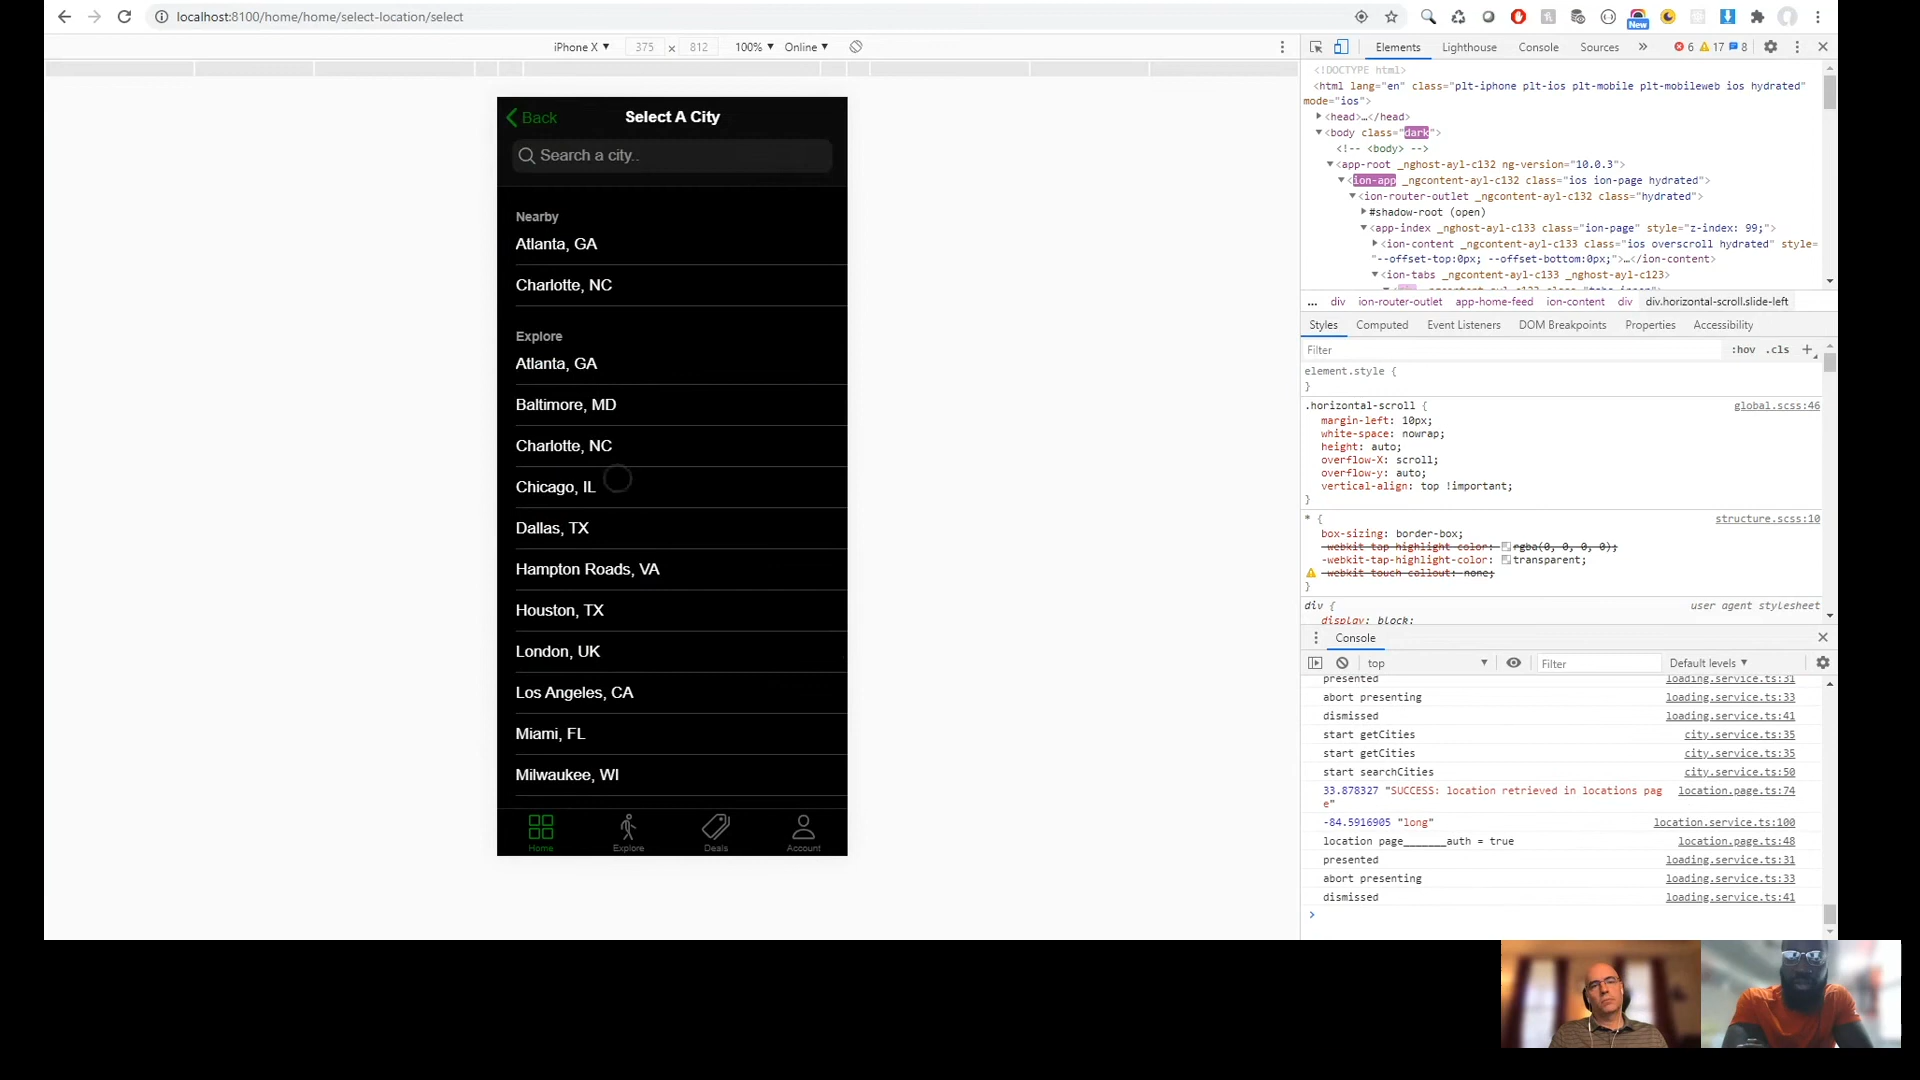 localhost:8100/home/home/select-location/select
New
iPhone X ▼ 375 x 812 100% ▼ Online ▼
Elements Lighthouse Console Sources » 6 17 8
Back
Select A City
Search a city..
Nearby
Atlanta, GA
Charlotte, NC
Explore
Atlanta, GA
Baltimore, MD
Charlotte, NC
Chicago, IL
Dallas, TX
Hampton Roads, VA
Houston, TX
London, UK
Los Angeles, CA
Miami, FL
Milwaukee, WI
Home Explore Deals Account
<!DOCTYPE html>
<html lang="en" class="plt-iphone plt-ios plt-mobile plt-mobileweb ios hydrated"
mode="ios">
<head>…</head>
<body class="dark">
<!-- <body> -->
<app-root _nghost-ayl-c132 ng-version="10.0.3">
<ion-app _ngcontent-ayl-c132 class="ios ion-page hydrated">
<ion-router-outlet _ngcontent-ayl-c132 class="hydrated">
#shadow-root (open)
<app-index _nghost-ayl-c133 class="ion-page" style="z-index: 99;">
<ion-content _ngcontent-ayl-c133 class="ios overscroll hydrated" style=
"--offset-top:0px; --offset-bottom:0px;">…</ion-content>
<ion-tabs _ngcontent-ayl-c133 _nghost-ayl-c123>
... div ion-router-outlet app-home-feed ion-content div div.horizontal-scroll.slide-left
Styles Computed Event Listeners DOM Breakpoints Properties Accessibility
Filter :hov .cls +
element.style {
}
.horizontal-scroll { global.scss:46
margin-left: 10px;
white-space: nowrap;
height: auto;
overflow-X: scroll;
overflow-y: auto;
vertical-align: top !important;
}
* { structure.scss:10
box-sizing: border-box;
-webkit-tap-highlight-color: rgba(0, 0, 0, 0);
-webkit-tap-highlight-color: transparent;
-webkit-touch-callout: none;
}
div { user agent stylesheet
display: block;
Console
top ▼ Filter Default levels ▼
presented loading.service.ts:31
abort presenting loading.service.ts:33
dismissed loading.service.ts:41
start getCities city.service.ts:35
start getCities city.service.ts:35
start searchCities city.service.ts:50
33.878327 "SUCCESS: location retrieved in locations pag location.page.ts:74
e"
-84.5916905 "long" location.service.ts:100
location page_______auth = true location.page.ts:48
presented loading.service.ts:31
abort presenting loading.service.ts:33
dismissed loading.service.ts:41